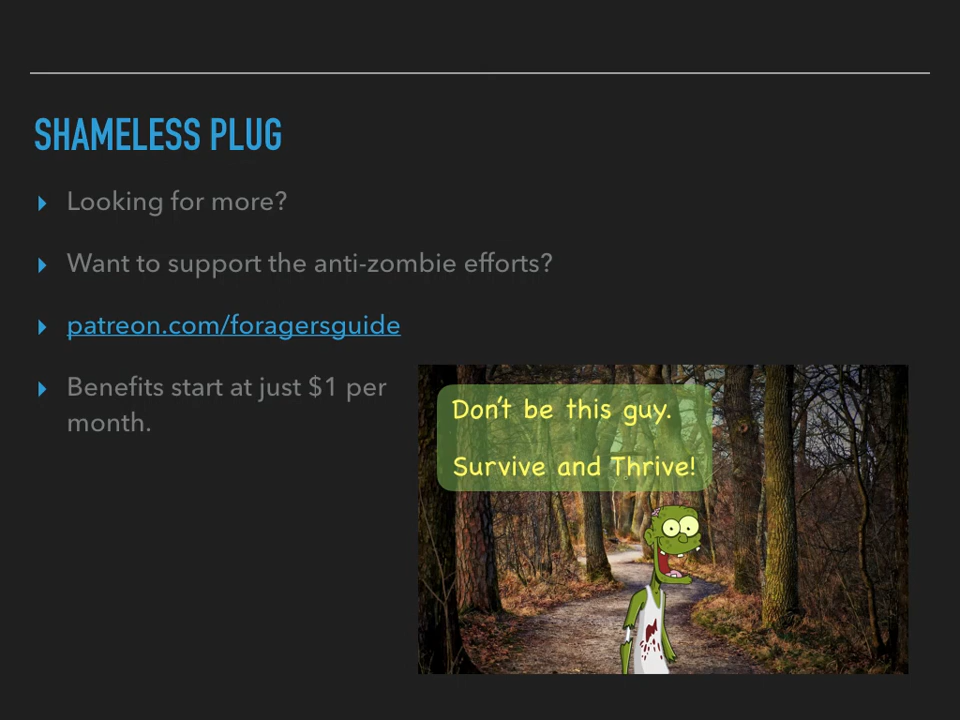 SHAMELESS PLUG
Looking for more?
Want to support the anti-zombie efforts?
patreon.com/foragersguide
Benefits start at just $1 per
month.
Don't be this guy.
Survive and Thrive!